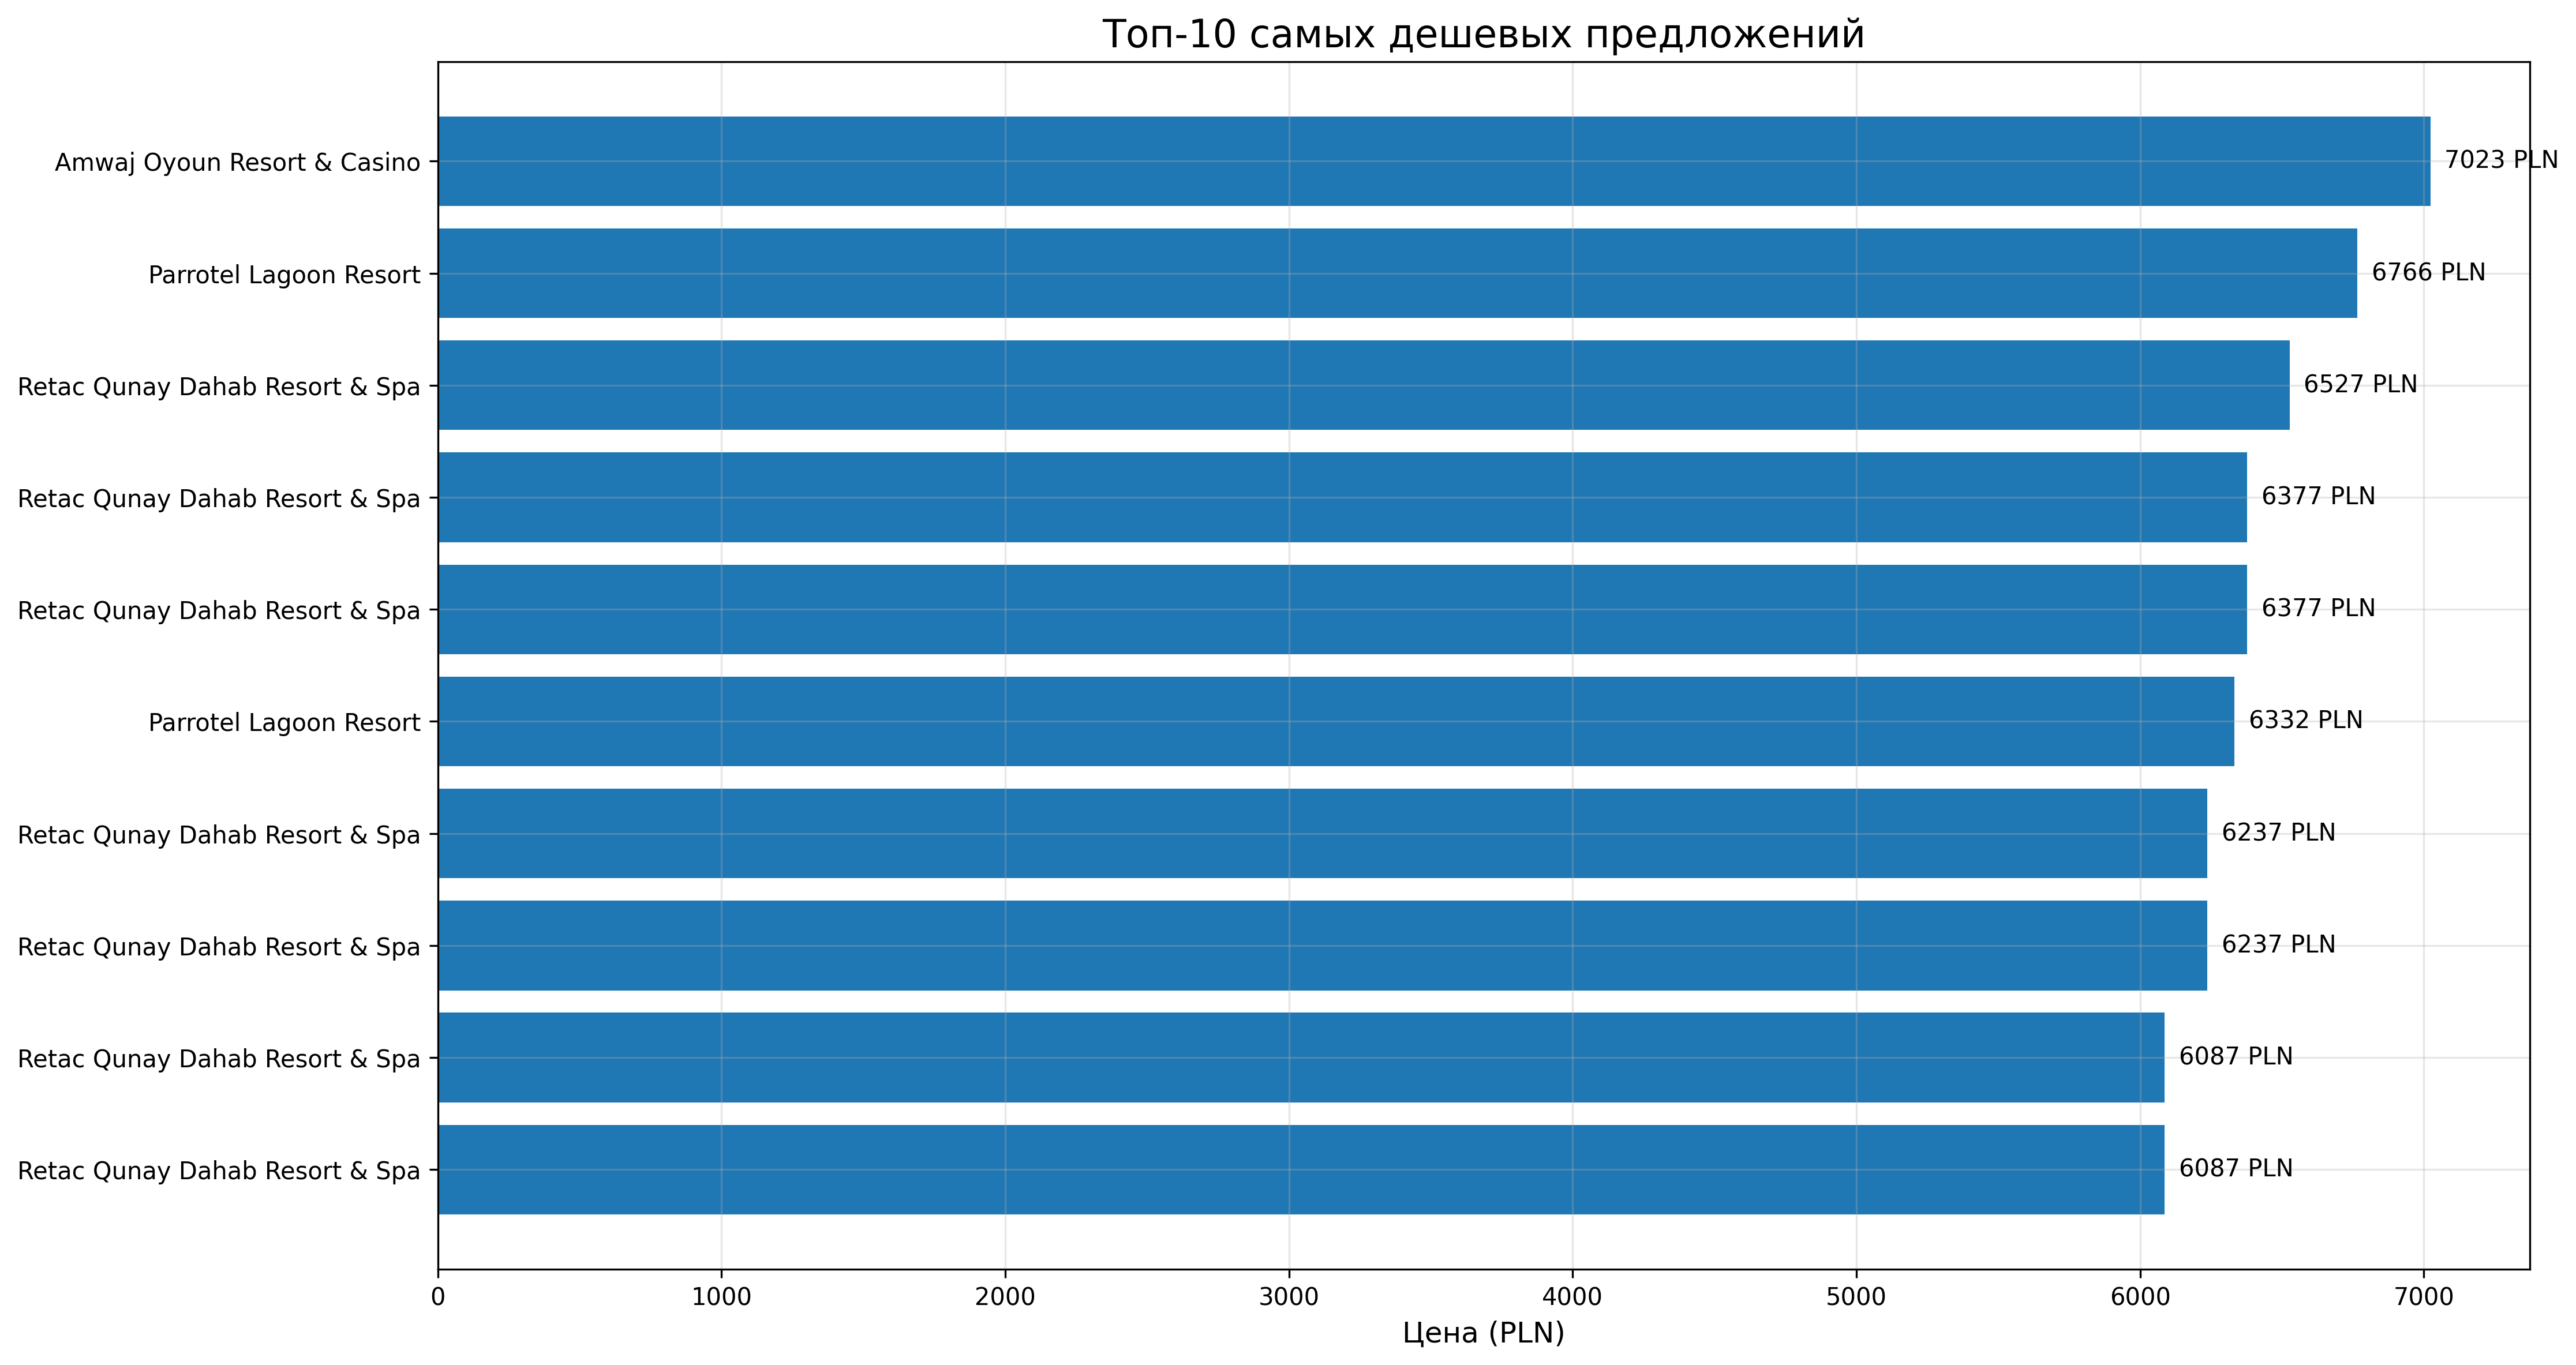 Топ-10 самых дешевых предложений
Amwaj Oyoun Resort & Casino 7023 PLN
Parrotel Lagoon Resort 6766 PLN
Retac Qunay Dahab Resort & Spa 6527 PLN
Retac Qunay Dahab Resort & Spa 6377 PLN
Retac Qunay Dahab Resort & Spa 6377 PLN
Parrotel Lagoon Resort 6332 PLN
Retac Qunay Dahab Resort & Spa 6237 PLN
Retac Qunay Dahab Resort & Spa 6237 PLN
Retac Qunay Dahab Resort & Spa 6087 PLN
Retac Qunay Dahab Resort & Spa 6087 PLN
0 1000 2000 3000 4000 5000 6000 7000
Цена (PLN)